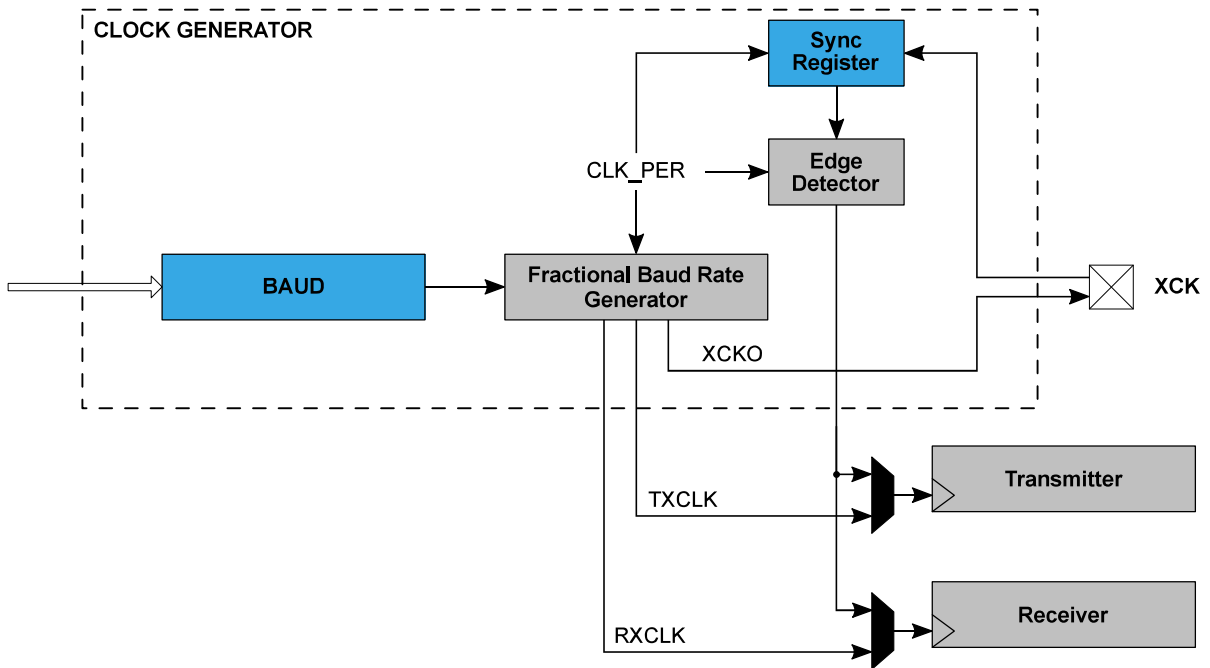 CLOCK GENERATOR
Sync
Register
CLK_PER
Edge
Detector
BAUD
Fractional Baud Rate
Generator
XCK
XCKO
TXCLK
Transmitter
RXCLK
Receiver